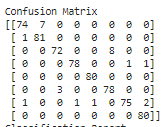 Confusion Matrix
[[74 7 0 0 0 0 0 0]
[ 1 81 0 0 0 0 0 0]
[ 0 0 72 0 0 8 0 0]
[ 0 0 0 78 0 0 1 1]
[ 0 0 0 0 80 0 0 0]
[ 0 0 3 0 0 78 0 0]
[ 1 0 0 1 1 0 75 2]
[ 0 0 0 0 0 0 0 80]]